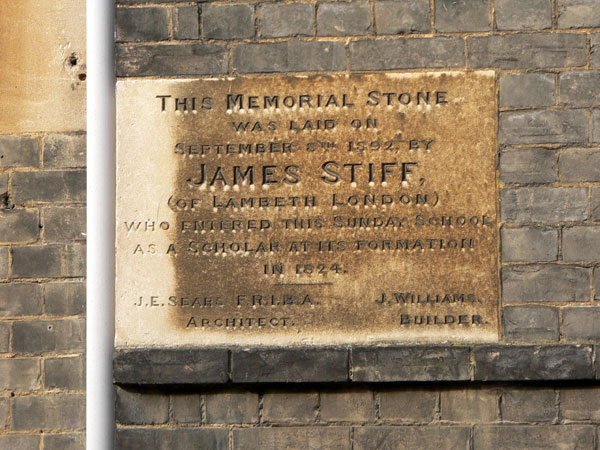 THIS MEMORIAL STONE
WAS LAID ON
SEPTEMBER 8TH 1892, BY
JAMES STIFF,
(OF LAMBETH LONDON)
WHO ENTERED THIS SUNDAY SCHOOL
AS A SCHOLAR AT ITS FORMATION
IN 1824.
J.E. SEARS F.R.I.B.A. J. WILLIAMS.
ARCHITECT. BUILDER.